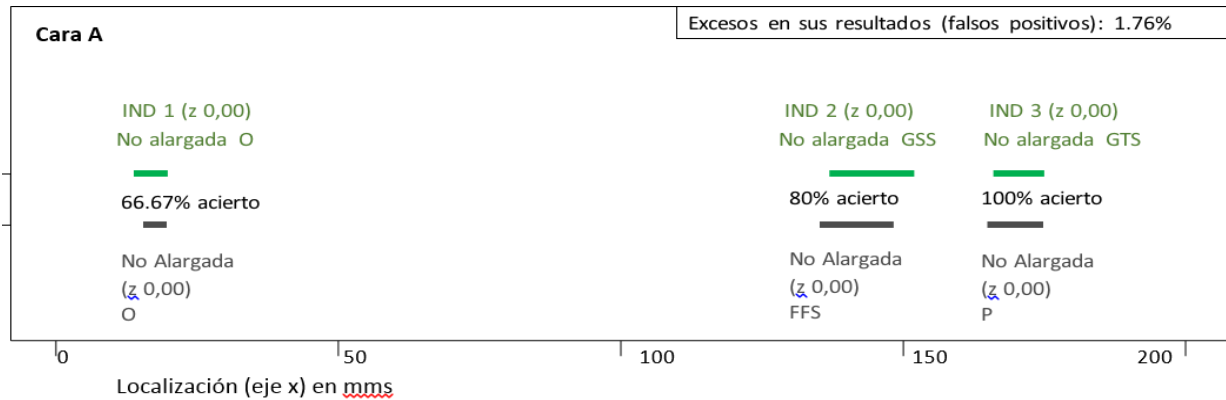 Cara A
Excesos en sus resultados (falsos positivos): 1.76%
IND 1 (z 0,00)
No alargada O
IND 2 (z 0,00)
No alargada GSS
IND 3 (z 0,00)
No alargada GTS
66.67% acierto
80% acierto
100% acierto
No Alargada
(z 0,00)
O
No Alargada
(z 0,00)
FFS
No Alargada
(z 0,00)
P
0
50
100
150
200
Localización (eje x) en mms